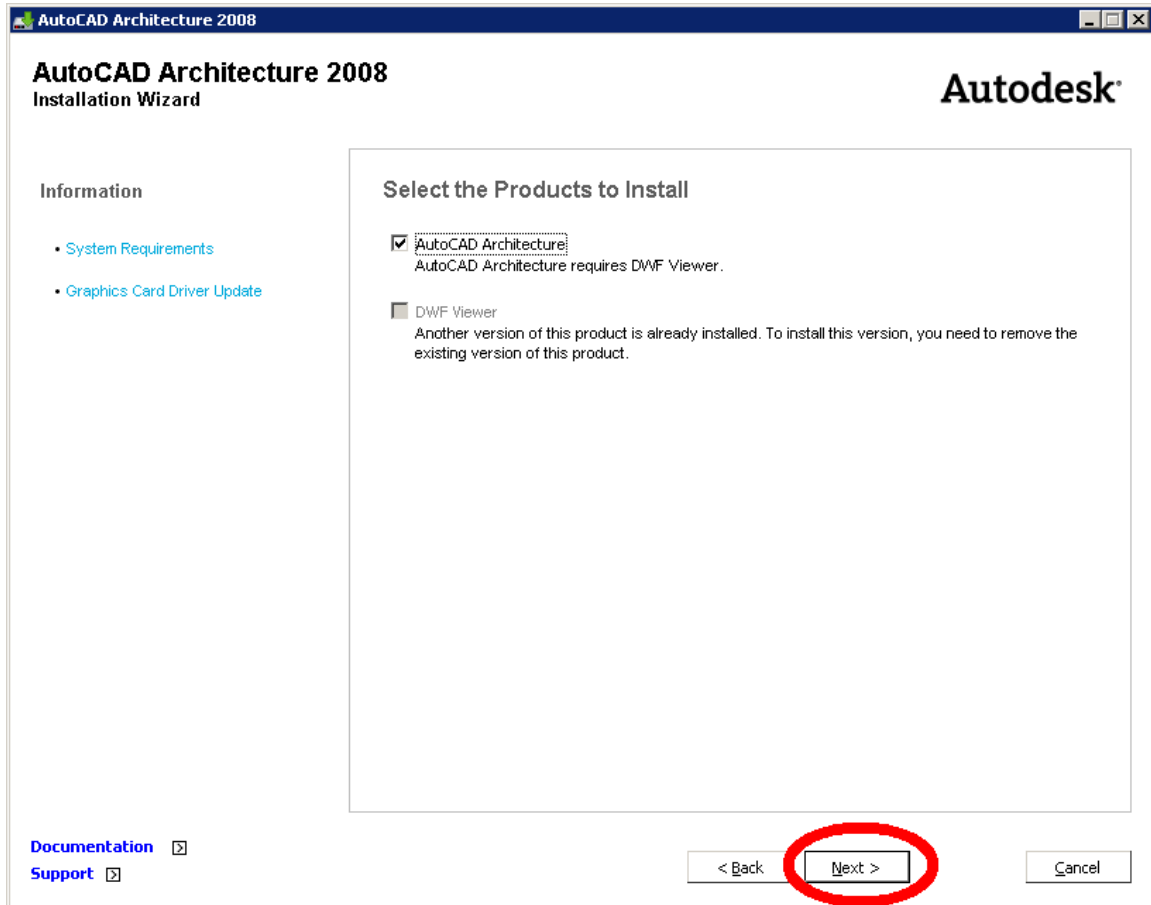 AutoCAD Architecture 2008
AutoCAD Architecture 2008
Installation Wizard
Autodesk
Information
• System Requirements
• Graphics Card Driver Update
Select the Products to Install
AutoCAD Architecture
AutoCAD Architecture requires DWF Viewer.
DWF Viewer
Another version of this product is already installed. To install this version, you need to remove the
existing version of this product.
Documentation
Support
< Back
Next >
Cancel